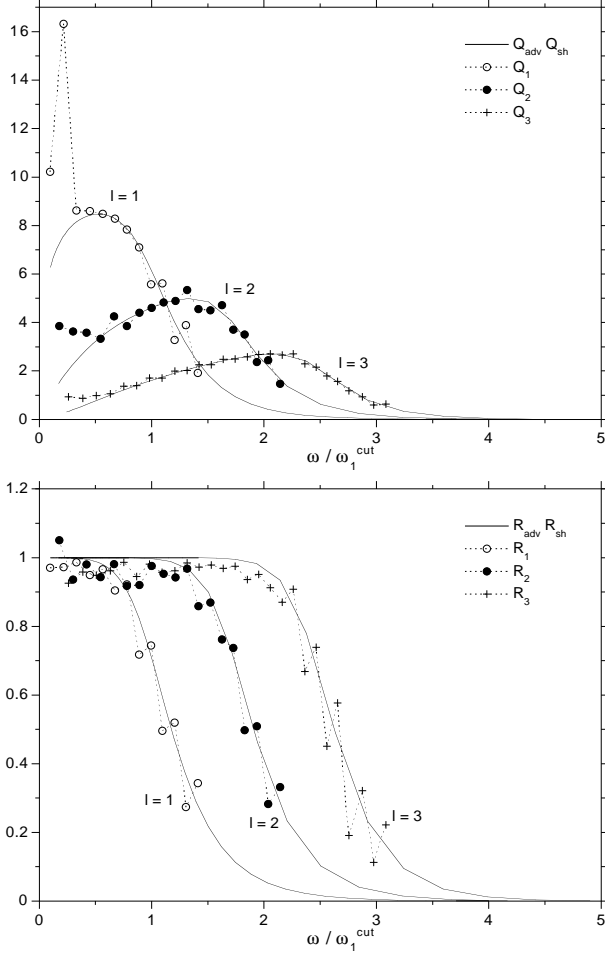 16
14
12
10
8
6
4
2
0
Q_adv Q_sh
Q_1
Q_2
Q_3
l = 1
l = 2
l = 3
0 1 2 3 4 5
ω / ω_1^cut
1.2
1
0.8
0.6
0.4
0.2
0
R_adv R_sh
R_1
R_2
R_3
l = 1
l = 2
l = 3
0 1 2 3 4 5
ω / ω_1^cut